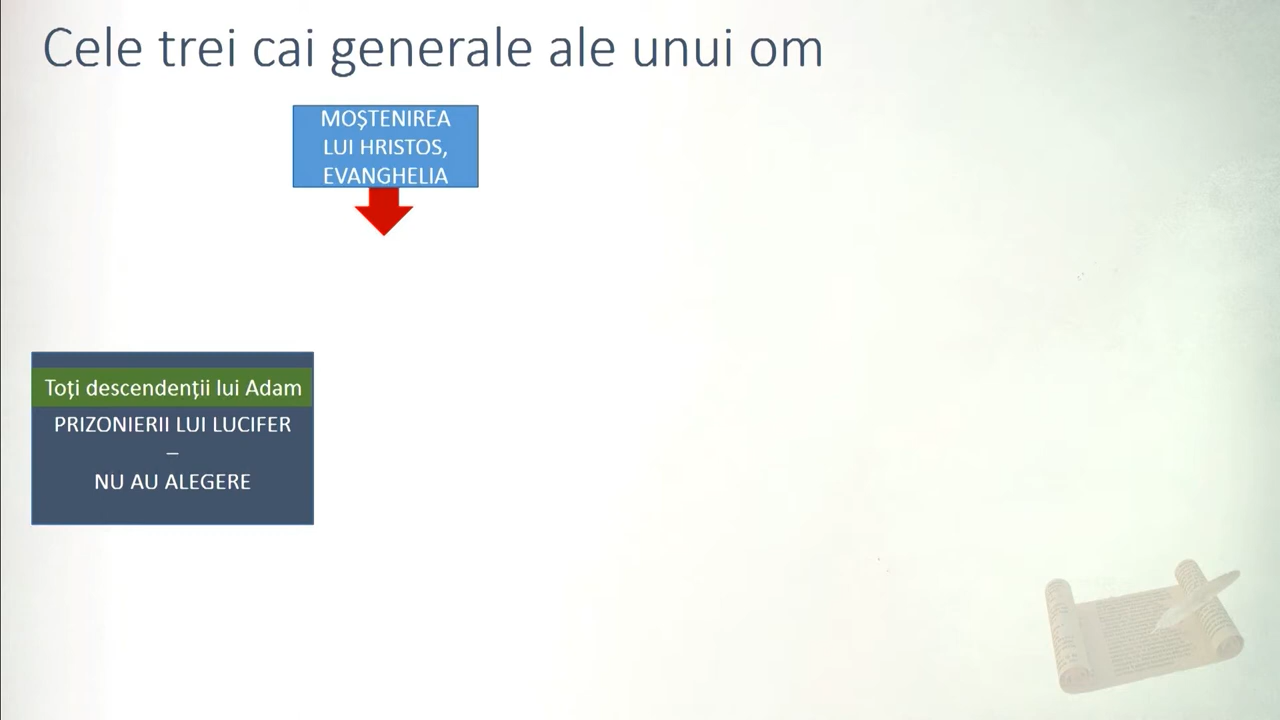 Cele trei cai generale ale unui om
MOȘTENIREA
LUI HRISTOS,
EVANGHELIA
Toți descendenții lui Adam
PRIZONIERII LUI LUCIFER
–
NU AU ALEGERE